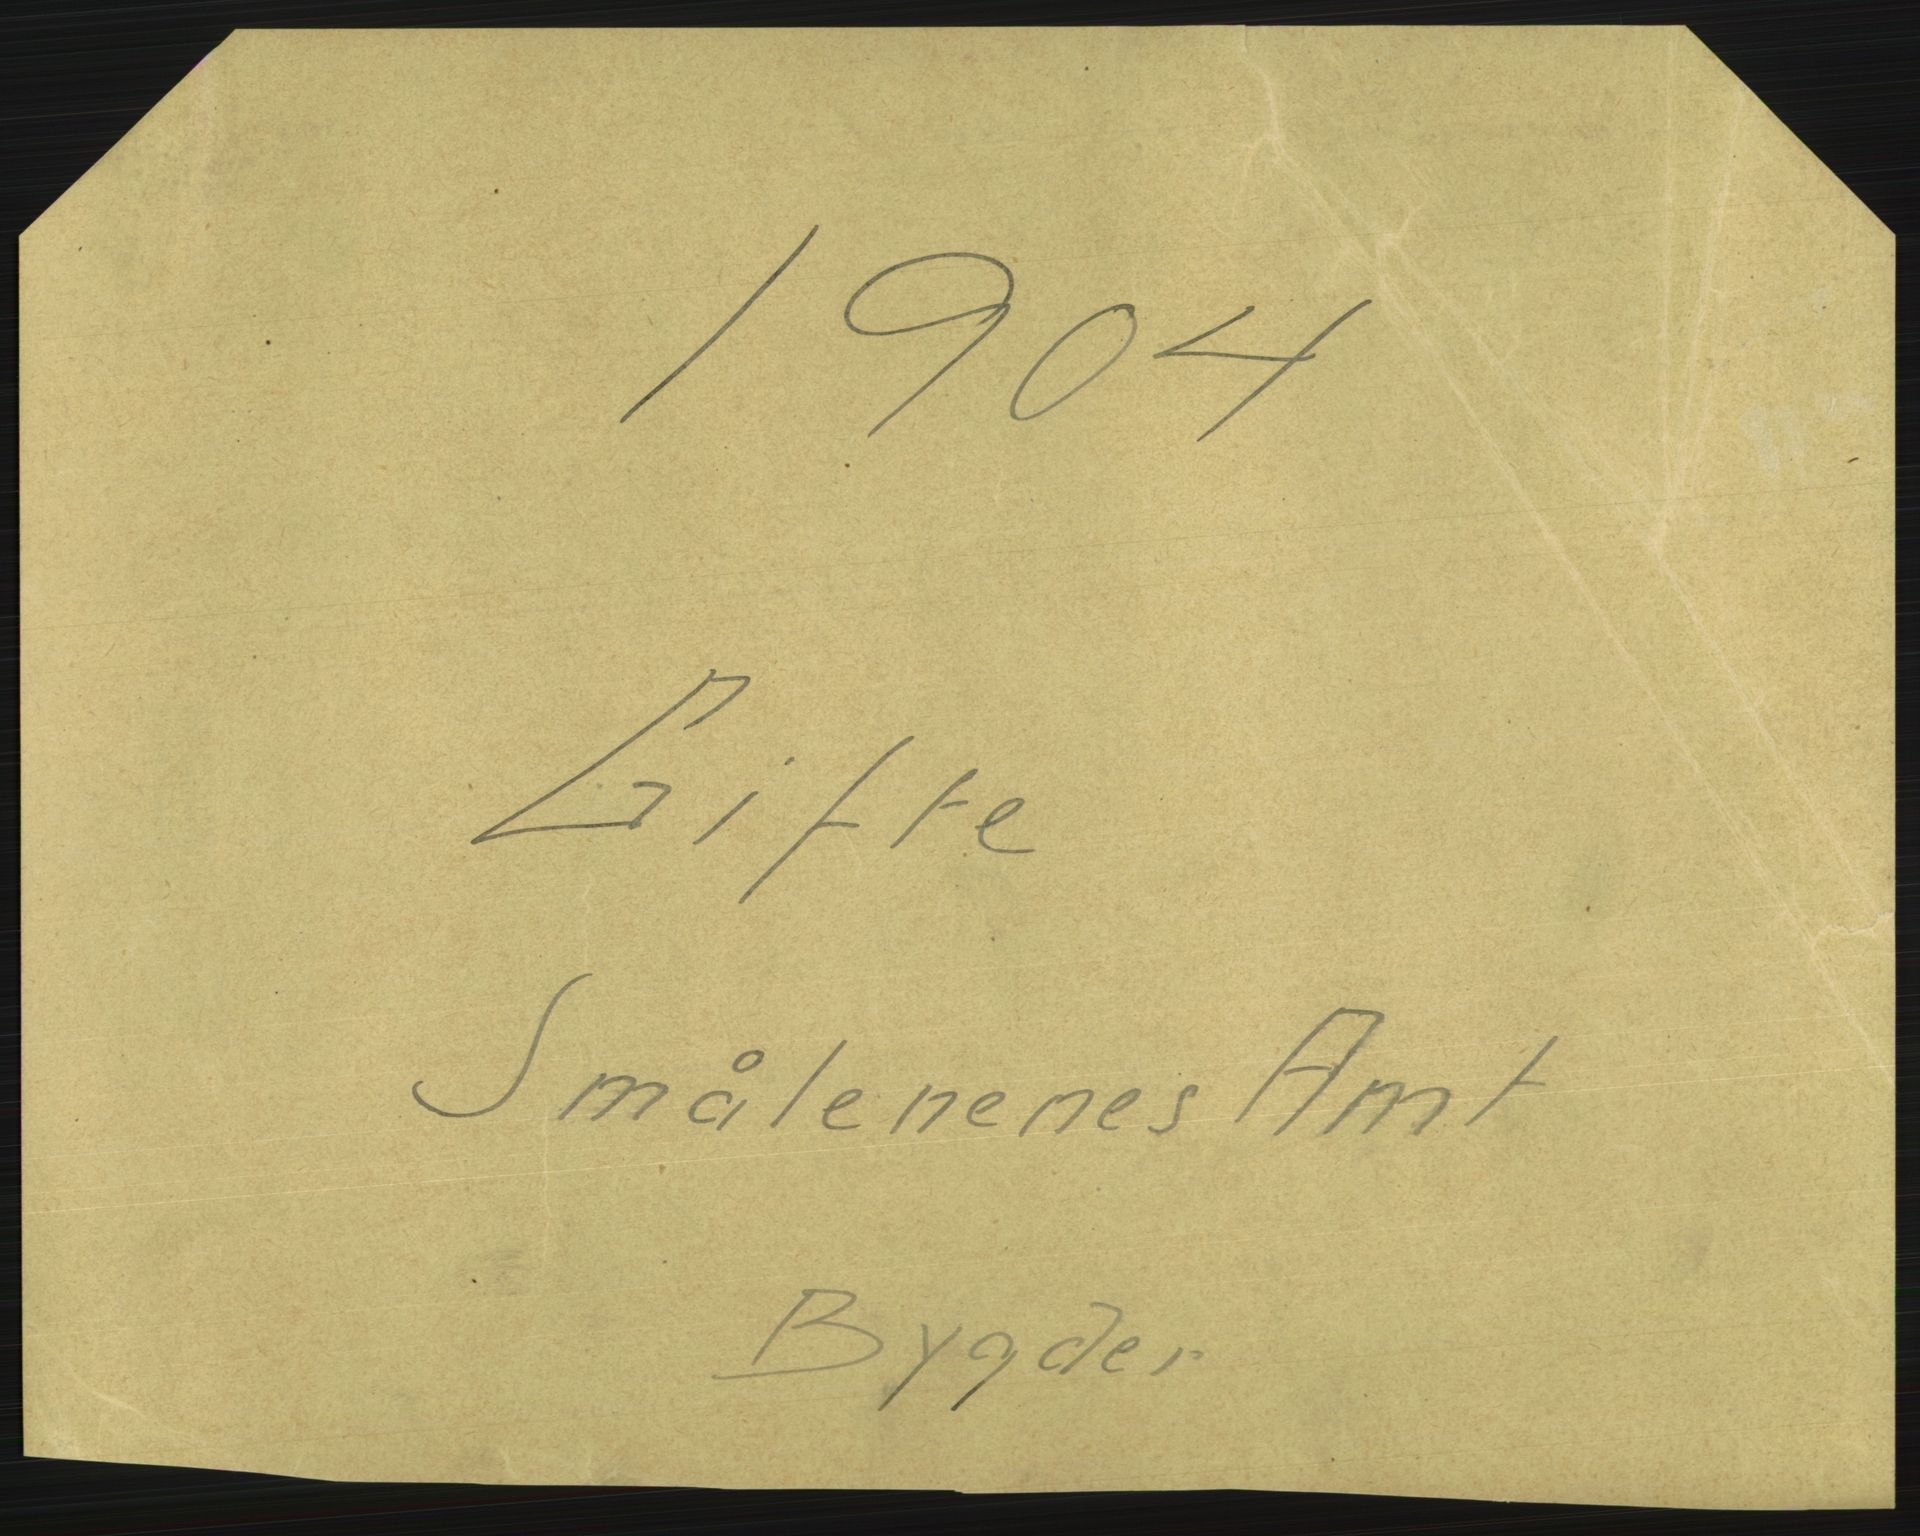 1904
Gifte
Smålenenes Amt
Bygder